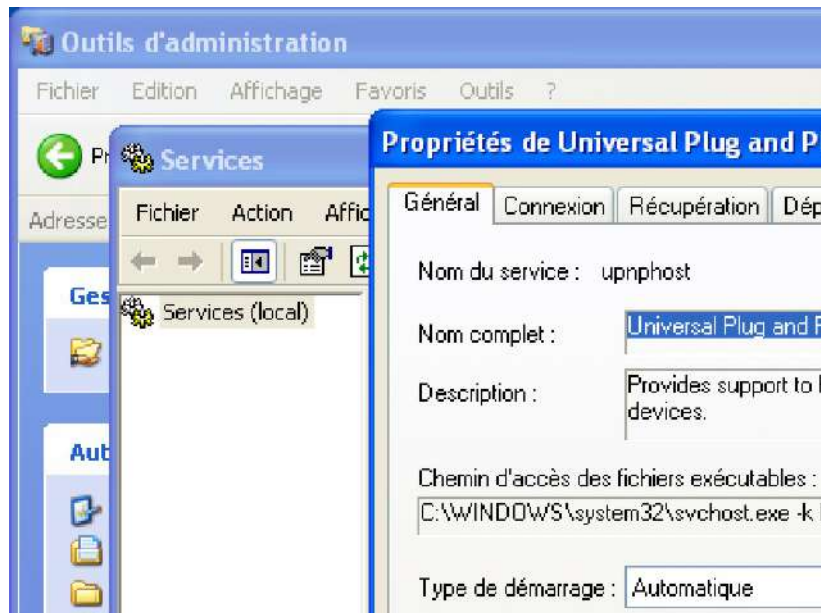 Outils d'administration
Fichier Edition Affichage Favoris Outils ?
Services
Adresse
Fichier Action
Services (local)
Propriétés de Universal Plug and
Général Connexion Récupération
Nom du service : upnphost
Nom complet : Universal Plug and
Description : Provides support to
devices.
Chemin d'accès des fichiers exécutables :
C:\WINDOWS\system32\svchost.exe -k
Type de démarrage : Automatique